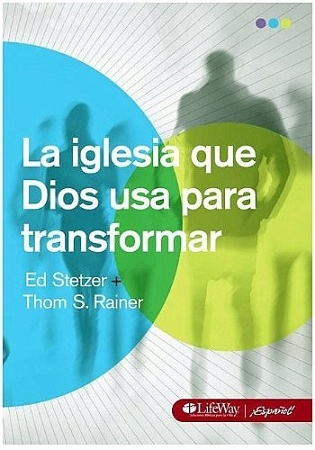 La iglesia que
Dios usa para
transformar
Ed Stetzer +
Thom S. Rainer
LifeWay
¡Español!